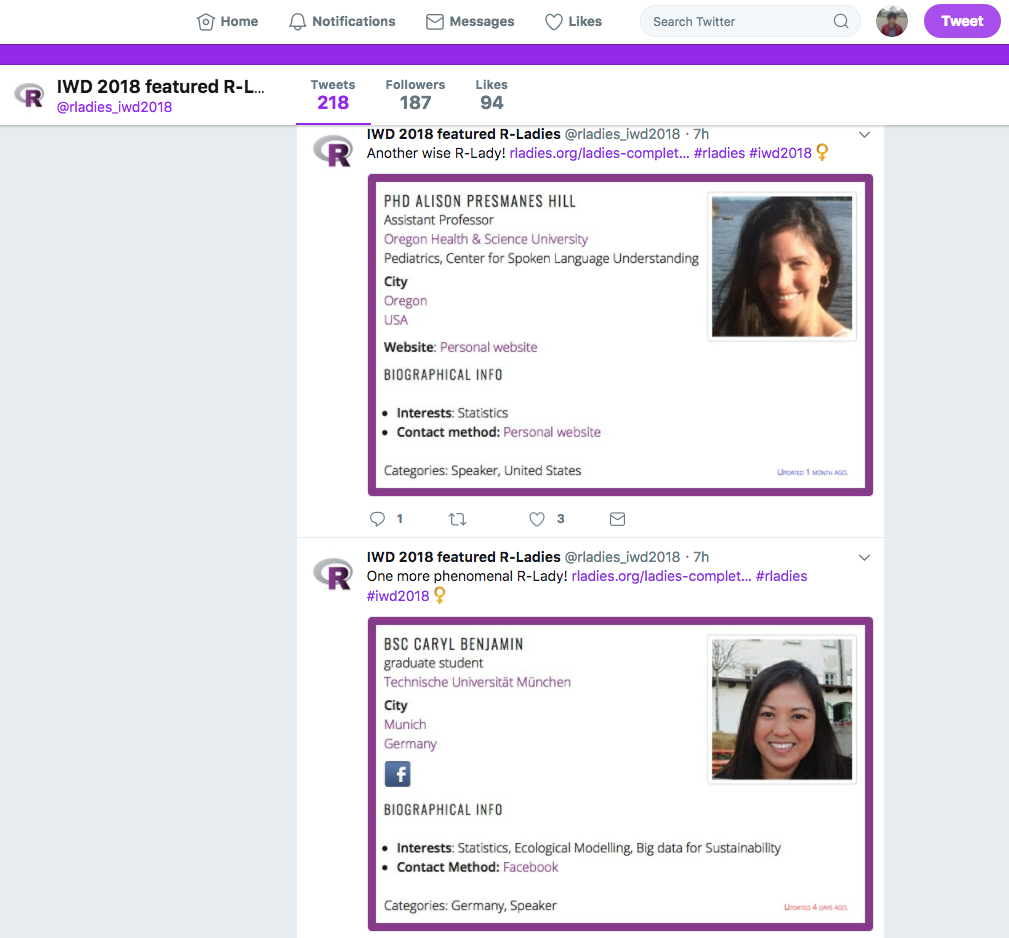 Home Notifications Messages Likes Search Twitter Tweet
IWD 2018 featured R-L...
@rladies_iwd2018
Tweets Followers Likes
218 187 94
IWD 2018 featured R-Ladies @rladies_iwd2018 · 7h
Another wise R-Lady! rladies.org/ladies-complet... #rladies #iwd2018
PHD ALISON PRESMANES HILL
Assistant Professor
Oregon Health & Science University
Pediatrics, Center for Spoken Language Understanding
City
Oregon
USA
Website: Personal website
BIOGRAPHICAL INFO
• Interests: Statistics
• Contact method: Personal website
Categories: Speaker, United States
UPDATED 1 MONTH AGO.
1 3
IWD 2018 featured R-Ladies @rladies_iwd2018 · 7h
One more phenomenal R-Lady! rladies.org/ladies-complet... #rladies
#iwd2018
BSC CARYL BENJAMIN
graduate student
Technische Universität München
City
Munich
Germany
f
BIOGRAPHICAL INFO
• Interests: Statistics, Ecological Modelling, Big data for Sustainability
• Contact Method: Facebook
Categories: Germany, Speaker
UPDATED 4 DAYS AGO.